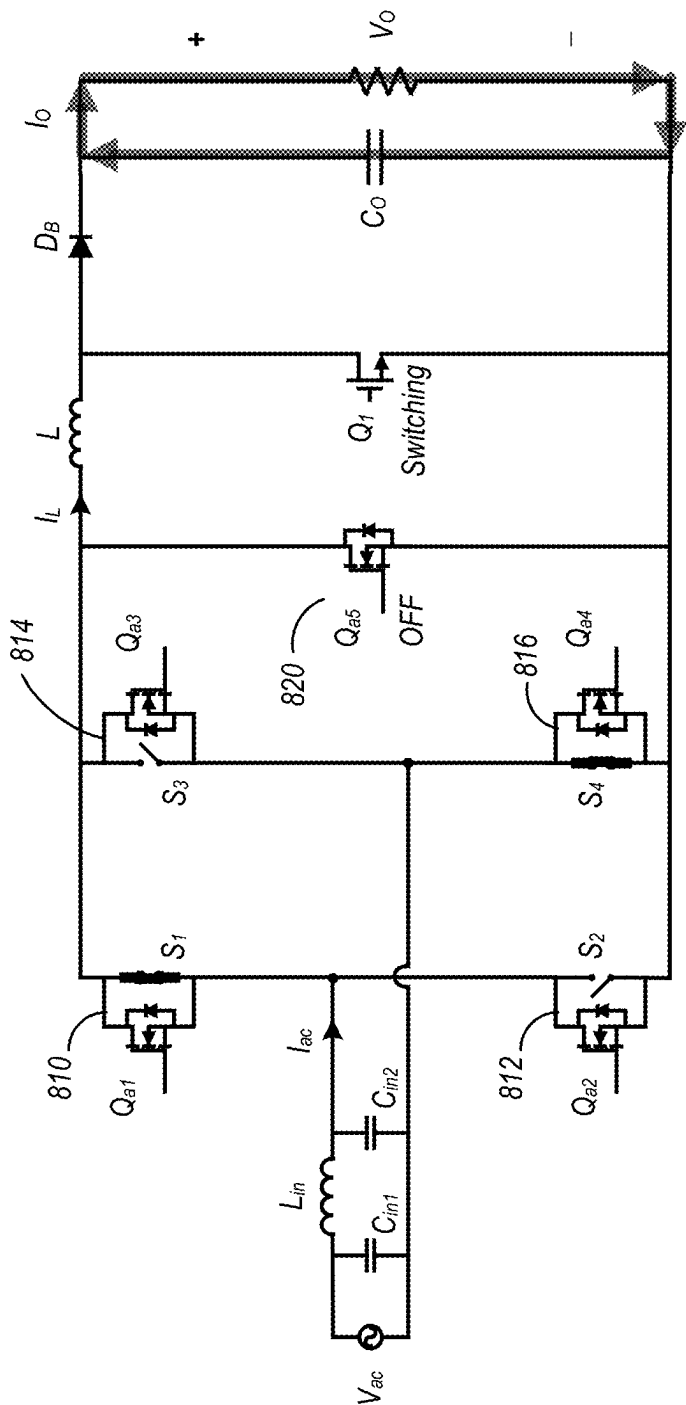 I_O
+
V_O
–
C_O
D_B
L
I_L
Q_1
Switching
Q_a5
OFF
820
814
Q_a3
S_3
816
Q_a4
S_4
810
Q_a1
S_1
812
Q_a2
S_2
I_ac
L_in
C_in1
C_in2
V_ac